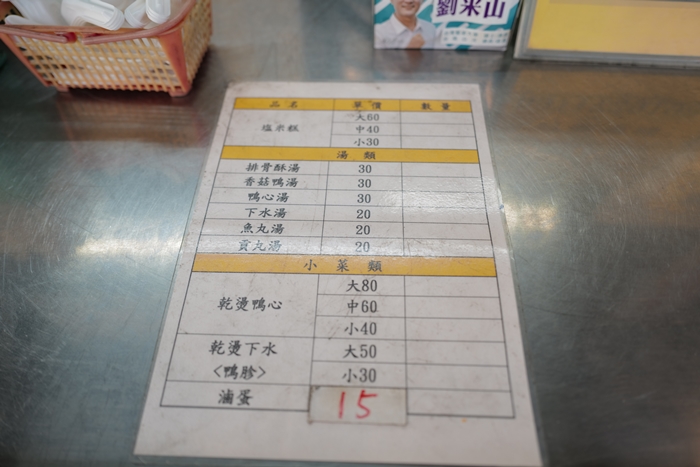 劉米山
品名 單價 數量
大60
塩米糕 中40
小30
湯類
排骨酥湯 30
香菇鴨湯 30
鴨心湯 30
下水湯 20
魚丸湯 20
貢丸湯 20
小菜類
大80
乾燙鴨心 中60
小40
乾燙下水 大50
<鴨胗> 小30
滷蛋 15